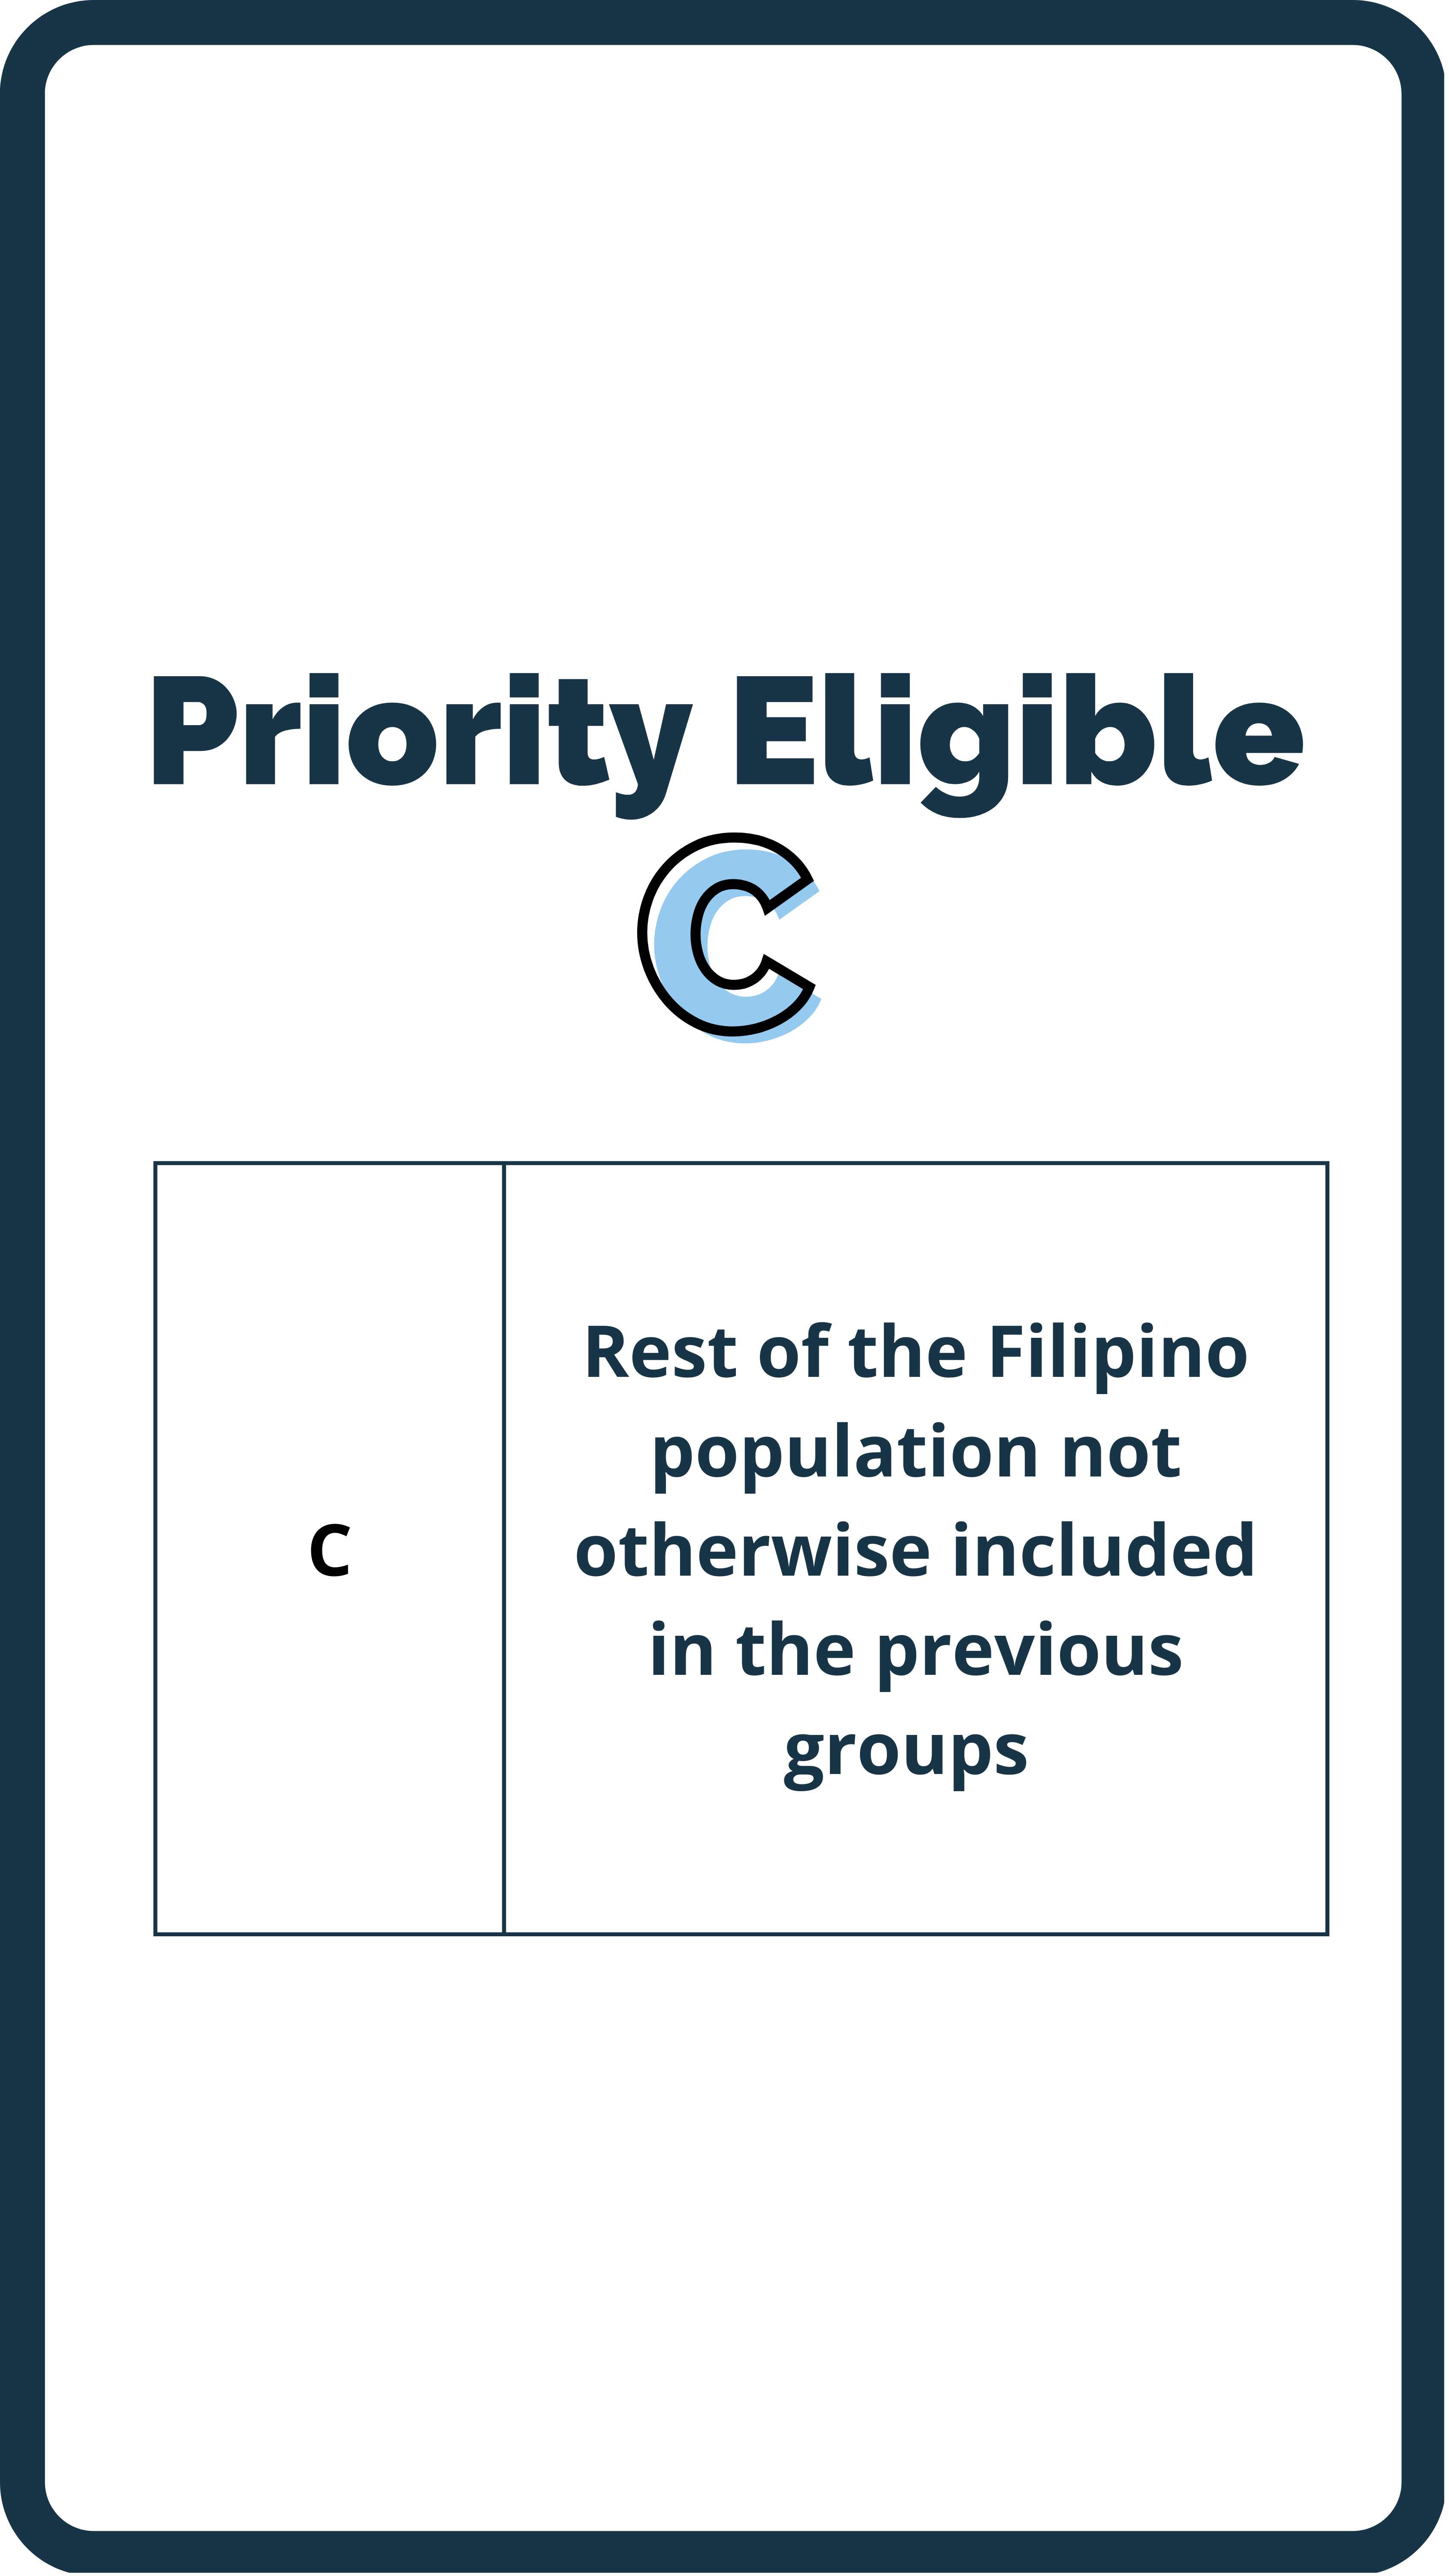 Priority Eligible
C
C
Rest of the Filipino
population not
otherwise included
in the previous
groups